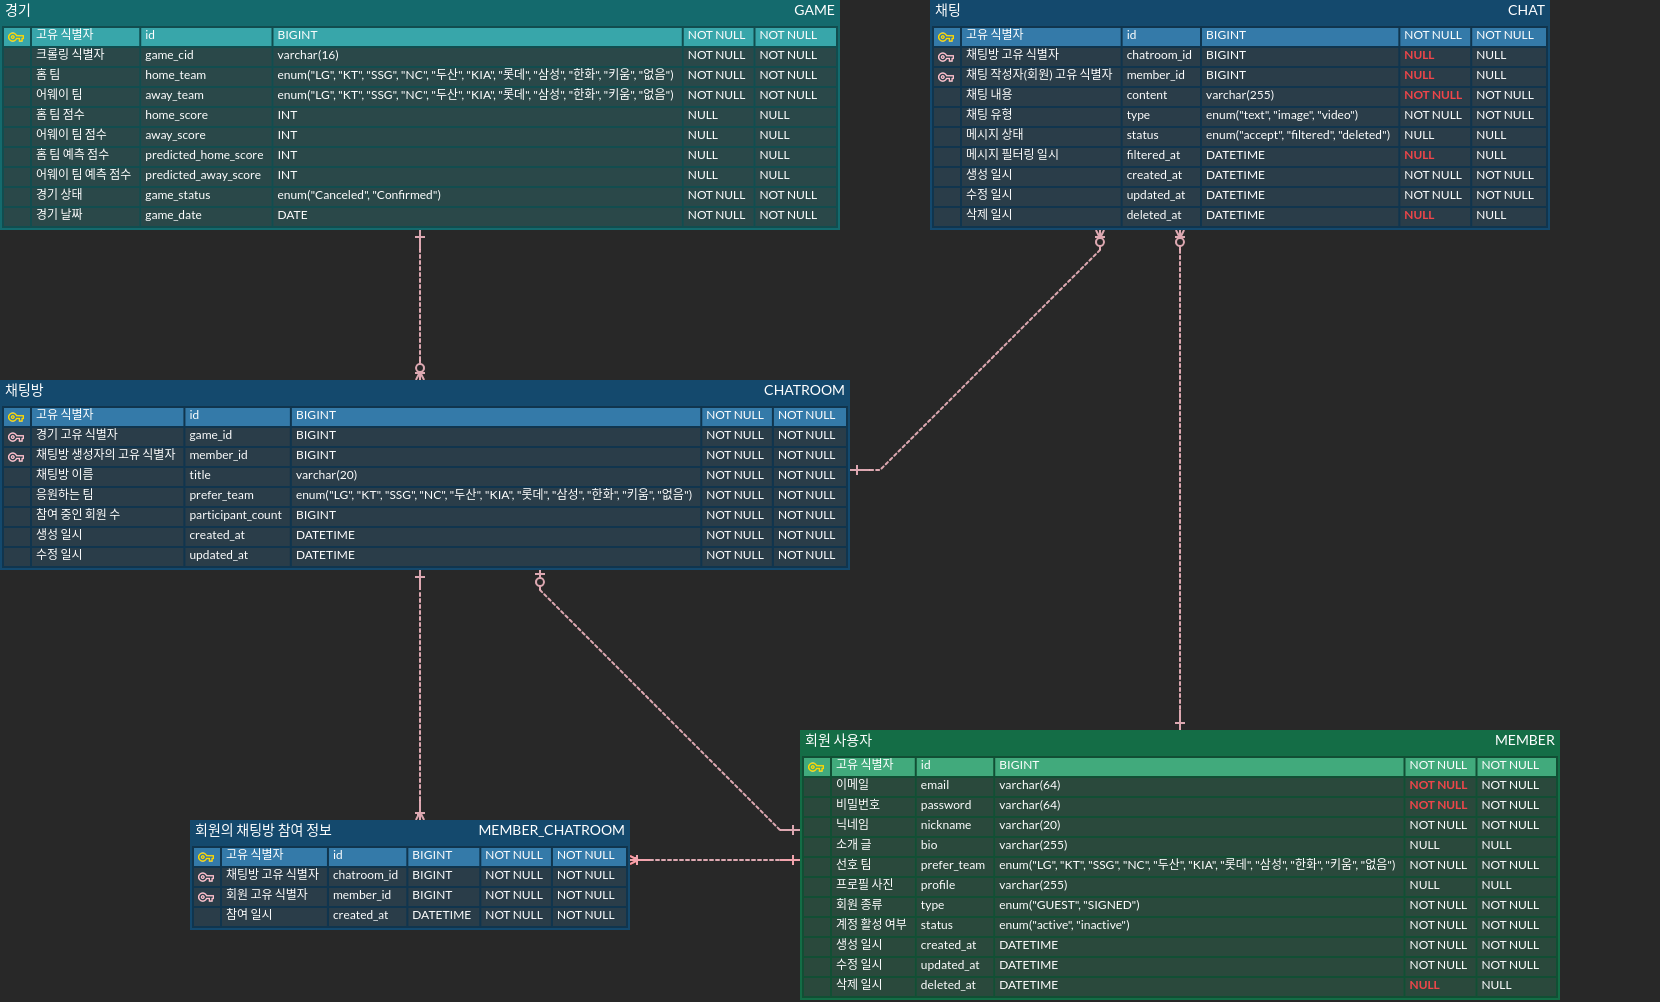 경기 GAME
고유 식별자 id BIGINT NOT NULL NOT NULL
크롤링 식별자 game_cid varchar(16)
홈 팀 home_team enum("LG", "KT", "SSG", "NC", "두산", "KIA", "롯데", "삼성", "한화", "키움", "없음") NOT NULL NOT NULL
어웨이 팀 away_team enum("LG", "KT", "SSG", "NC", "두산", "KIA", "롯데", "삼성", "한화", "키움", "없음") NOT NULL NOT NULL
홈 팀 점수 home_score INT NULL NULL
어웨이 팀 점수 away_score INT NULL NULL
홈 팀 예측 점수 predicted_home_score INT NULL NULL
어웨이 팀 예측 점수 predicted_away_score INT NULL NULL
경기 상태 game_status enum("Canceled", "Confirmed") NOT NULL NOT NULL
경기 날짜 game_date DATE NOT NULL NOT NULL
채팅 CHAT
고유 식별자 id BIGINT NOT NULL NOT NULL
채팅방 고유 식별자 chatroom_id BIGINT NULL NULL
채팅 작성자(회원) 고유 식별자 member_id BIGINT NULL NULL
채팅 내용 content varchar(255) NOT NULL NOT NULL
채팅 유형 type enum("text", "image", "video") NOT NULL NOT NULL
메시지 상태 status enum("accept", "filtered", "deleted") NULL NULL
메시지 필터링 일시 filtered_at DATETIME NULL NULL
생성 일시 created_at DATETIME NOT NULL NOT NULL
수정 일시 updated_at DATETIME NOT NULL NOT NULL
삭제 일시 deleted_at DATETIME NULL NULL
채팅방 CHATROOM
고유 식별자 id BIGINT NOT NULL NOT NULL
경기 고유 식별자 game_id BIGINT NOT NULL NOT NULL
채팅방 생성자의 고유 식별자 member_id BIGINT NOT NULL NOT NULL
채팅방 이름 title varchar(20) NOT NULL NOT NULL
응원하는 팀 prefer_team enum("LG", "KT", "SSG", "NC", "두산", "KIA", "롯데", "삼성", "한화", "키움", "없음") NOT NULL NOT NULL
참여 중인 회원 수 participant_count BIGINT NOT NULL NOT NULL
생성 일시 created_at DATETIME NOT NULL NOT NULL
수정 일시 updated_at DATETIME NOT NULL NOT NULL
회원의 채팅방 참여 정보 MEMBER_CHATROOM
고유 식별자 id BIGINT NOT NULL NOT NULL
채팅방 고유 식별자 chatroom_id BIGINT NOT NULL NOT NULL
회원 고유 식별자 member_id BIGINT NOT NULL NOT NULL
참여 일시 created_at DATETIME NOT NULL NOT NULL
회원 사용자 MEMBER
고유 식별자 id BIGINT NOT NULL NOT NULL
이메일 email varchar(64) NOT NULL NOT NULL
비밀번호 password varchar(64) NOT NULL NOT NULL
닉네임 nickname varchar(20) NOT NULL NOT NULL
소개 글 bio varchar(255) NULL NULL
선호 팀 prefer_team enum("LG", "KT", "SSG", "NC", "두산", "KIA", "롯데", "삼성", "한화", "키움", "없음") NOT NULL NOT NULL
프로필 사진 profile varchar(255) NULL NULL
회원 종류 type enum("GUEST", "SIGNED") NOT NULL NOT NULL
계정 활성 여부 status enum("active", "inactive") NOT NULL NOT NULL
생성 일시 created_at DATETIME NOT NULL NOT NULL
수정 일시 updated_at DATETIME NOT NULL NOT NULL
삭제 일시 deleted_at DATETIME NULL NULL